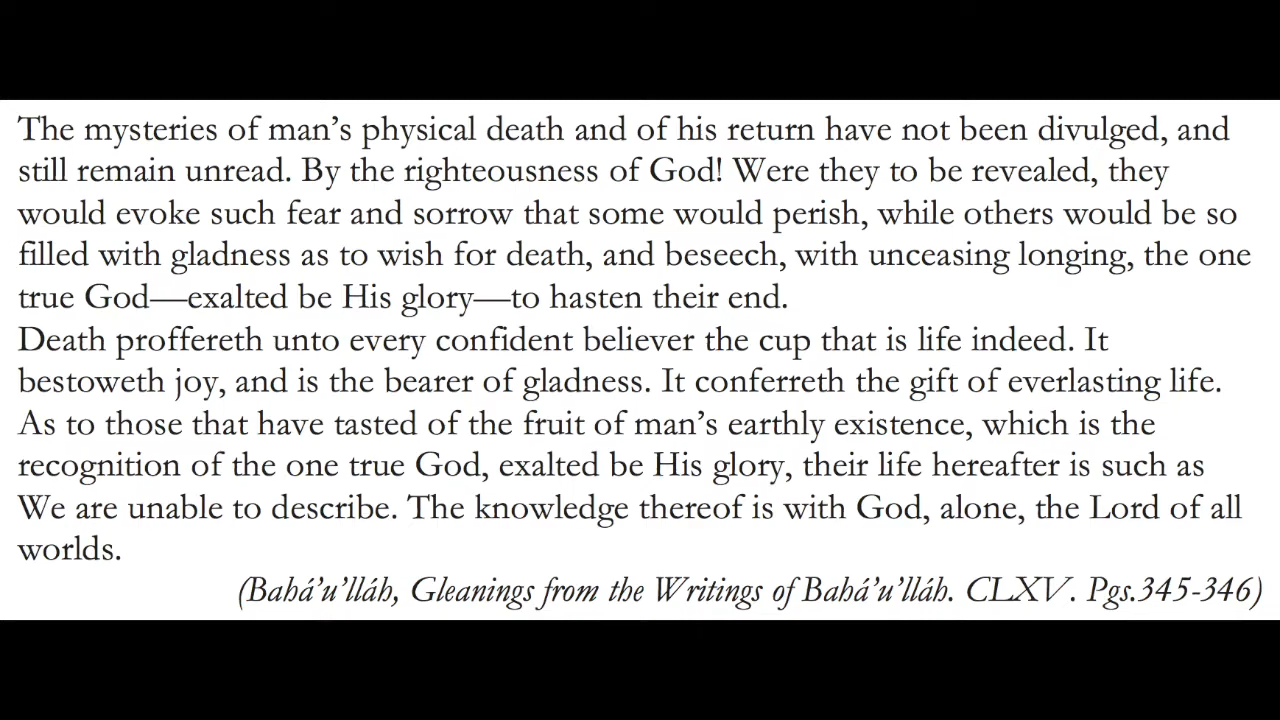 The mysteries of man’s physical death and of his return have not been divulged, and
still remain unread. By the righteousness of God! Were they to be revealed, they
would evoke such fear and sorrow that some would perish, while others would be so
filled with gladness as to wish for death, and beseech, with unceasing longing, the one
true God—exalted be His glory—to hasten their end.
Death proffereth unto every confident believer the cup that is life indeed. It
bestoweth joy, and is the bearer of gladness. It conferreth the gift of everlasting life.
As to those that have tasted of the fruit of man’s earthly existence, which is the
recognition of the one true God, exalted be His glory, their life hereafter is such as
We are unable to describe. The knowledge thereof is with God, alone, the Lord of all
worlds.
(Bahá’u’lláh, Gleanings from the Writings of Bahá’u’lláh. CLXV. Pgs.345-346)